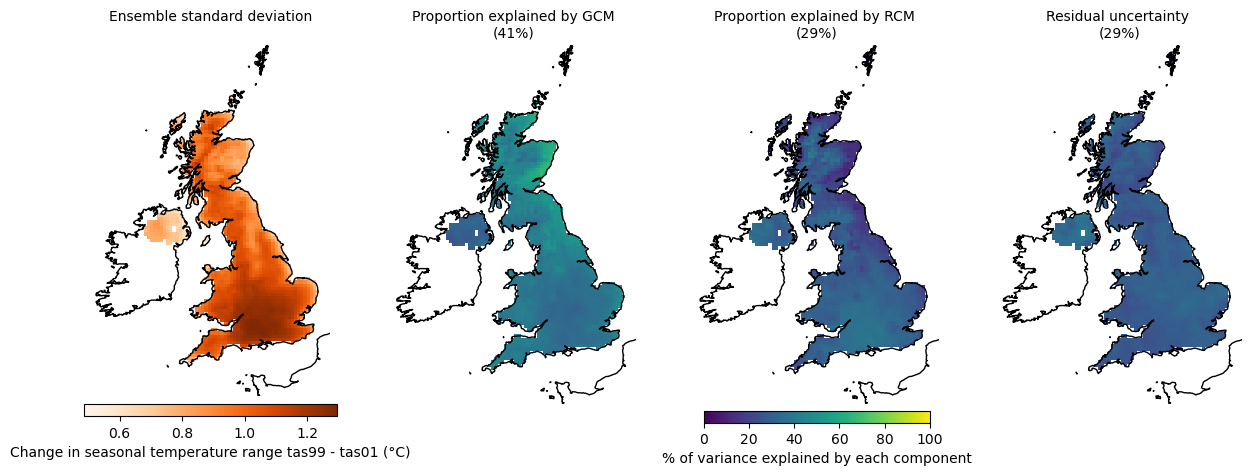 Ensemble standard deviation
Proportion explained by GCM
(41%)
Proportion explained by RCM
(29%)
Residual uncertainty
(29%)
0.6 0.8 1.0 1.2
Change in seasonal temperature range tas99 - tas01 (°C)
0 20 40 60 80 100
% of variance explained by each component